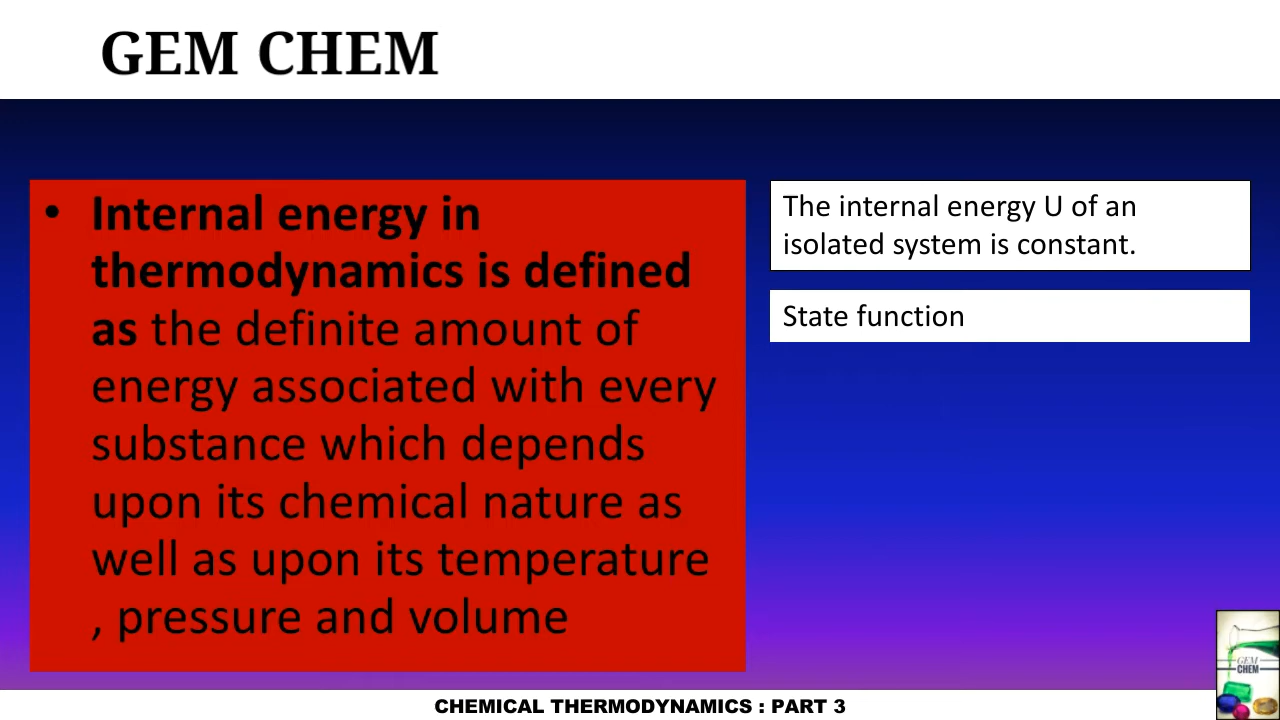 GEM CHEM
• Internal energy in
thermodynamics is defined
as the definite amount of
energy associated with every
substance which depends
upon its chemical nature as
well as upon its temperature
, pressure and volume
The internal energy U of an
isolated system is constant.
State function
GEM
CHEM
CHEMICAL THERMODYNAMICS : PART 3